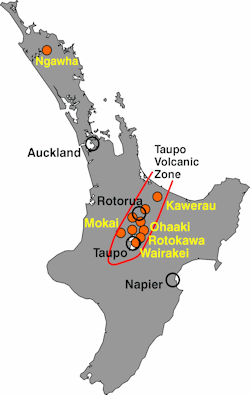 Ngawha
Auckland
Taupo
Volcanic
Zone
Rotorua
Kawerau
Mokai
Ohaaki
Rotokawa
Taupo
Wairakei
Napier